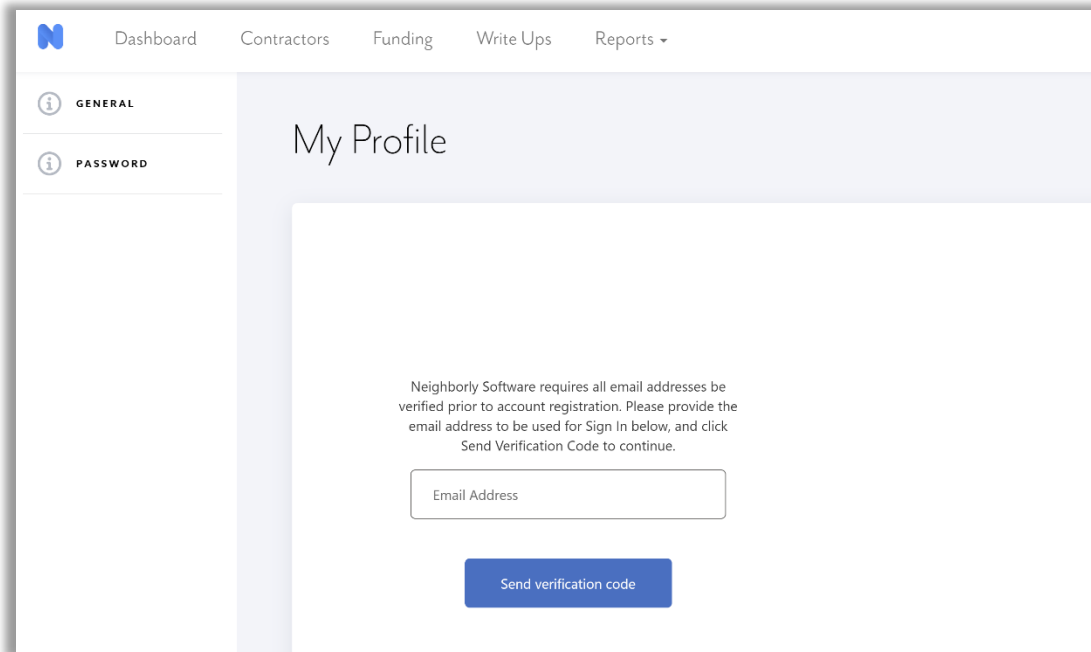 Dashboard Contractors Funding Write Ups Reports
GENERAL
PASSWORD
My Profile
Neighborly Software requires all email addresses be
verified prior to account registration. Please provide the
email address to be used for Sign In below, and click
Send Verification Code to continue.
Email Address
Send verification code